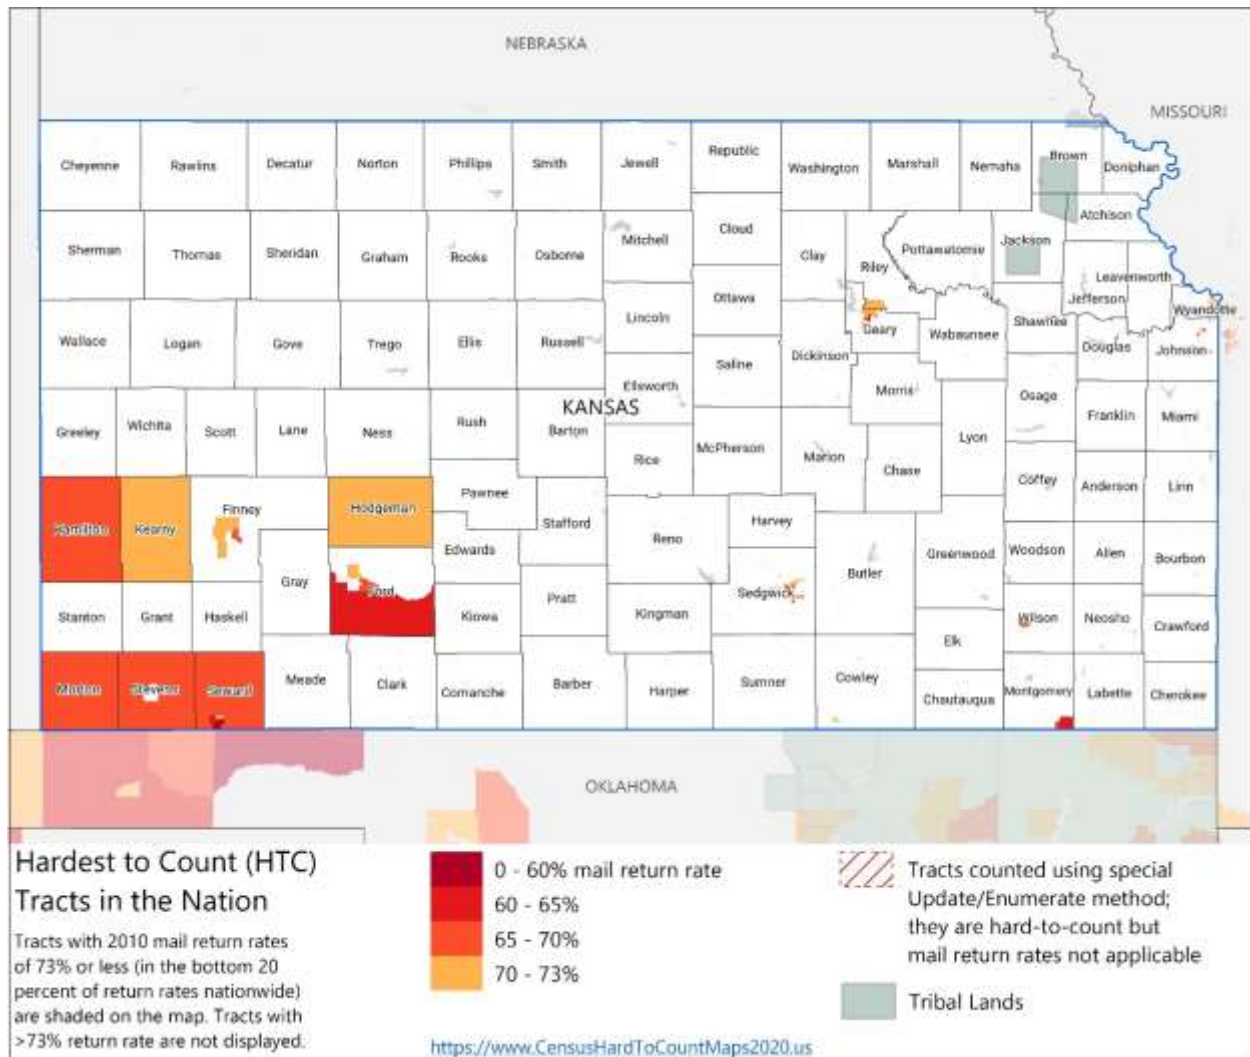 NEBRASKA
MISSOURI
Cheyenne Rawlins Decatur Norton Phillips Smith Jewell Republic Washington Marshall Nemaha Brown Doniphan
Atchison
Sherman Thomas Sheridan Graham Rooks Osborne Mitchell Cloud Clay Riley Pottawatomie Jackson
Leavenworth
Jefferson
Wyandotte
Ottawa
Lincoln
Geary Wabaunsee Shawnee
Wallace Logan Gove Trego Ellis Russell
Saline Dickinson Douglas Johnson
Ellsworth Morris Osage
KANSAS
Franklin Miami
Greeley Wichita Scott Lane Ness Rush Barton
Rice McPherson Marion Chase Lyon
Coffey Anderson Linn
Hamilton Kearny Finney Hodgeman Pawnee
Stafford Reno Harvey
Edwards
Greenwood Woodson Allen Bourbon
Gray Ford Butler
Sedgwick
Stanton Grant Haskell Kiowa Pratt Kingman
Wilson Neosho Crawford
Elk
Morton Stevens Seward Meade Clark Comanche Barber Harper Sumner Cowley
Chautauqua Montgomery Labette Cherokee
OKLAHOMA
Hardest to Count (HTC)
Tracts in the Nation
Tracts with 2010 mail return rates
of 73% or less (in the bottom 20
percent of return rates nationwide)
are shaded on the map. Tracts with
>73% return rate are not displayed.
0 - 60% mail return rate
60 - 65%
65 - 70%
70 - 73%
https://www.CensusHardToCountMaps2020.us
Tracts counted using special
Update/Enumerate method;
they are hard-to-count but
mail return rates not applicable
Tribal Lands